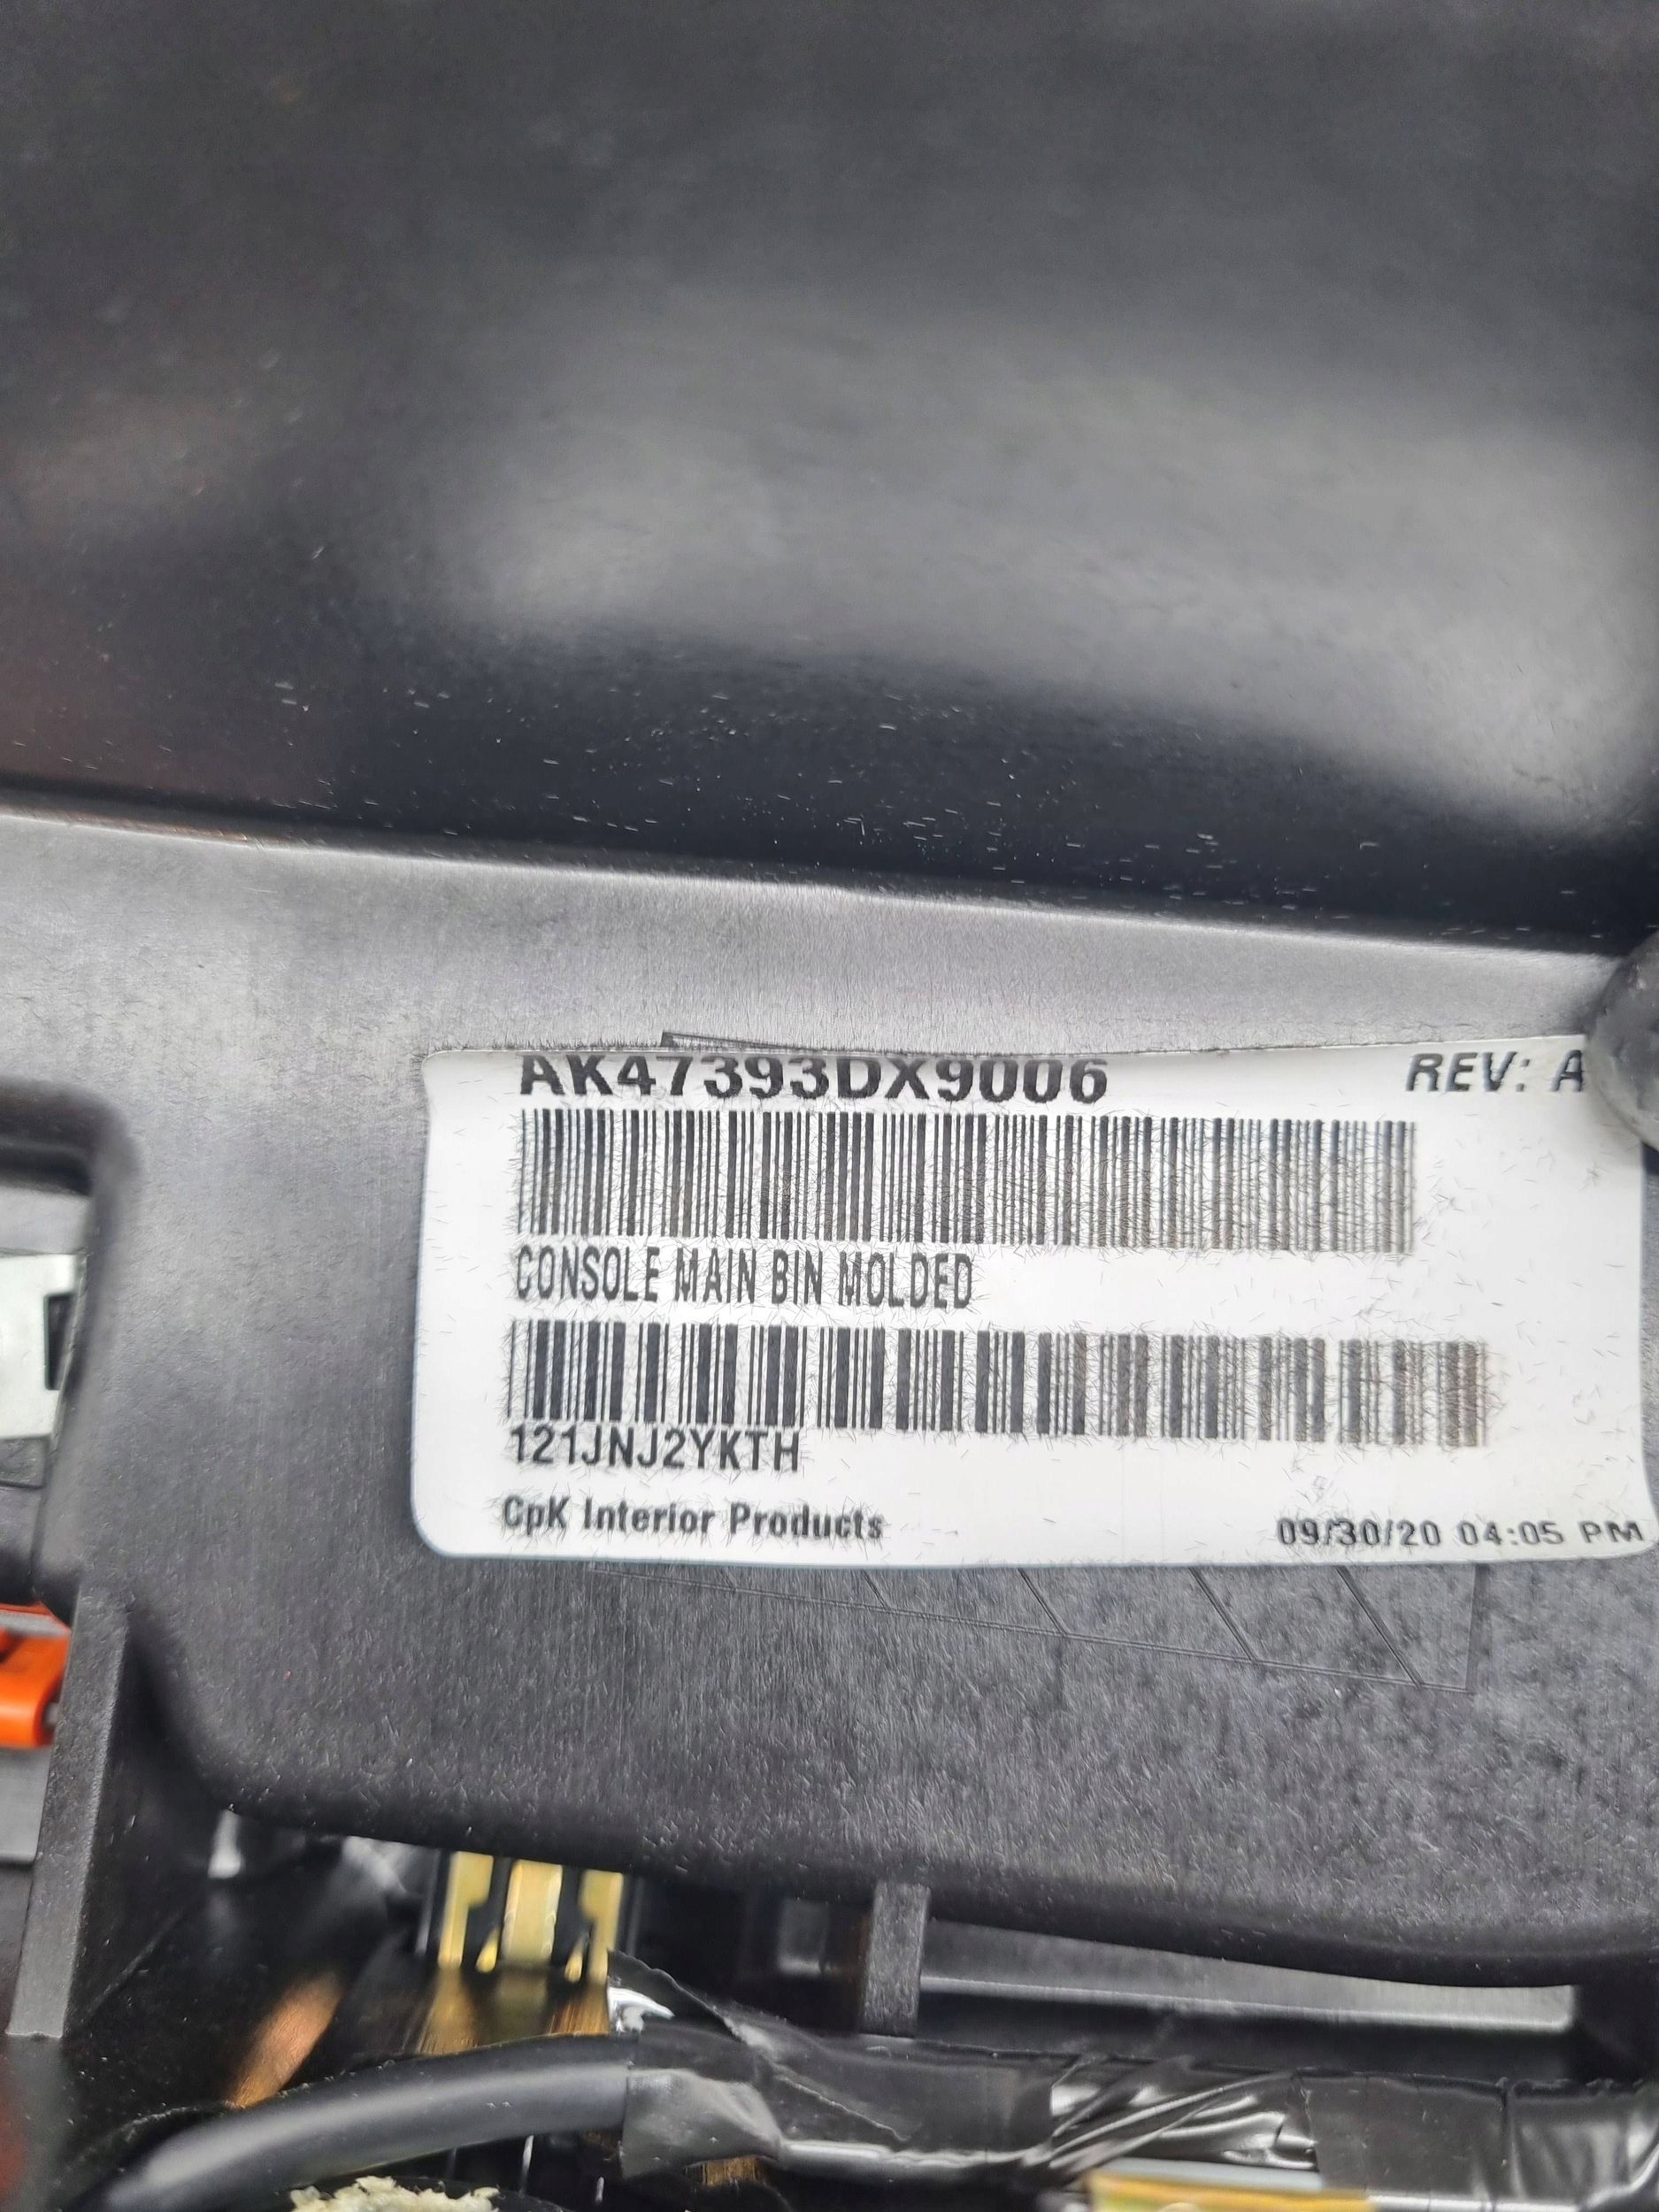 AK47393DX9006 REV: A
CONSOLE MAIN BIN MOLDED
121JNJ2YKTH
CpK Interior Products 09/30/20 04:05 PM